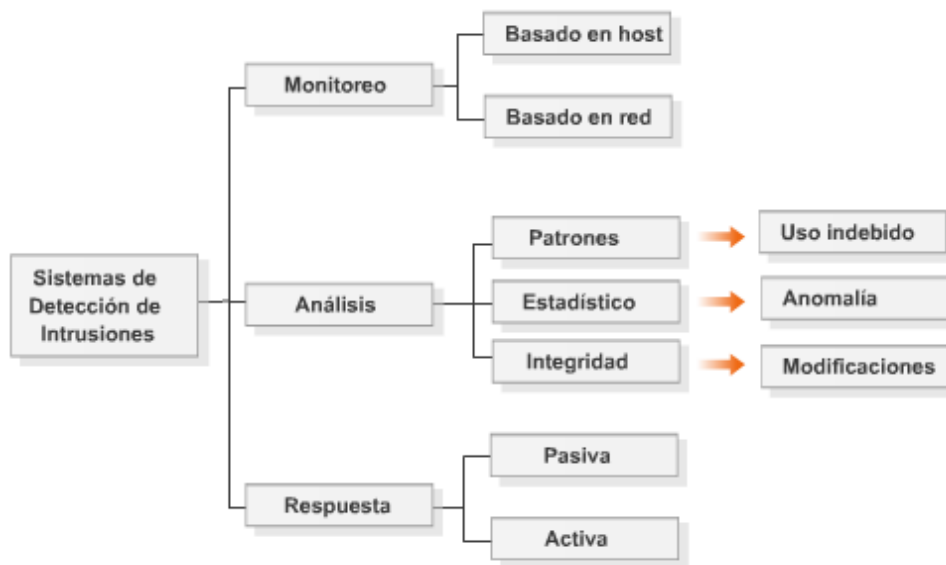 Sistemas de
Detección de
Intrusiones
Monitoreo
Basado en host
Basado en red
Análisis
Patrones
Uso indebido
Estadístico
Anomalía
Integridad
Modificaciones
Respuesta
Pasiva
Activa